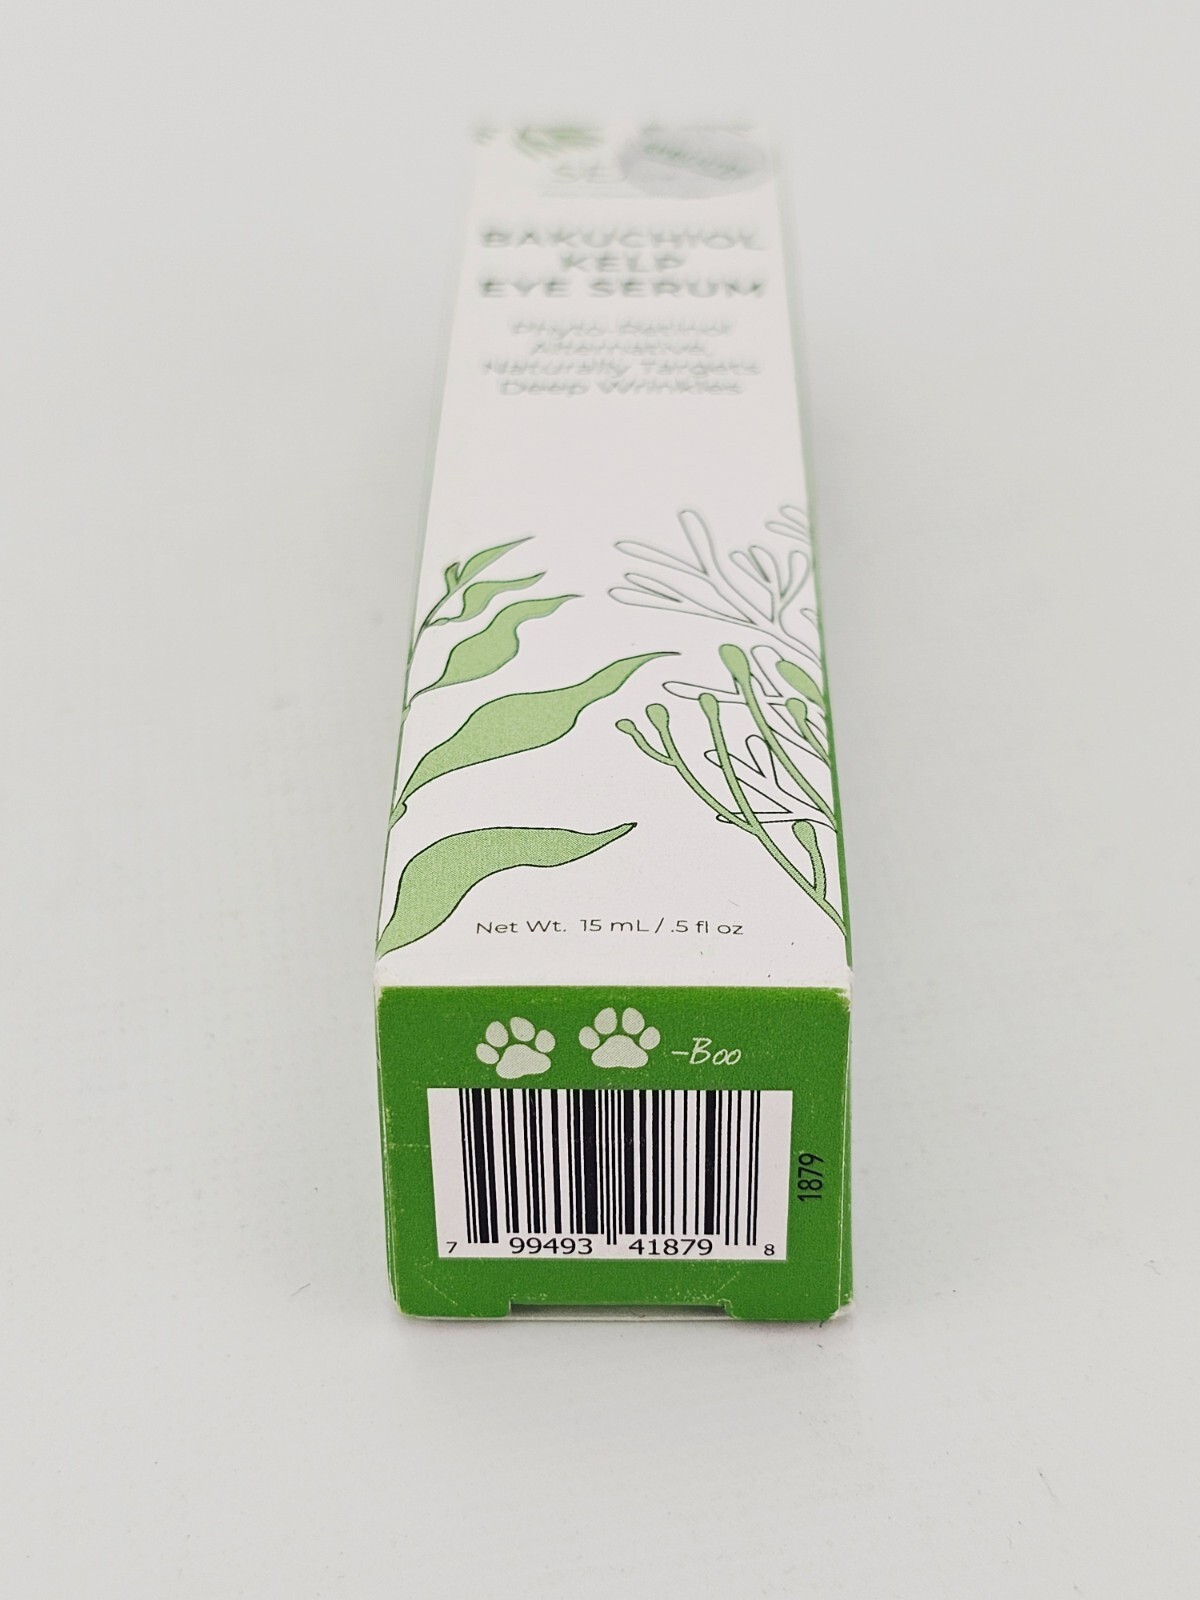 BAKUCHIOL
KELP
EYE SERUM
Phyto-Retinol
Alternative,
Naturally Targets
Deep Wrinkles
Net Wt. 15 mL / .5 fl oz
-Boo
1879
7 99493 41879 8